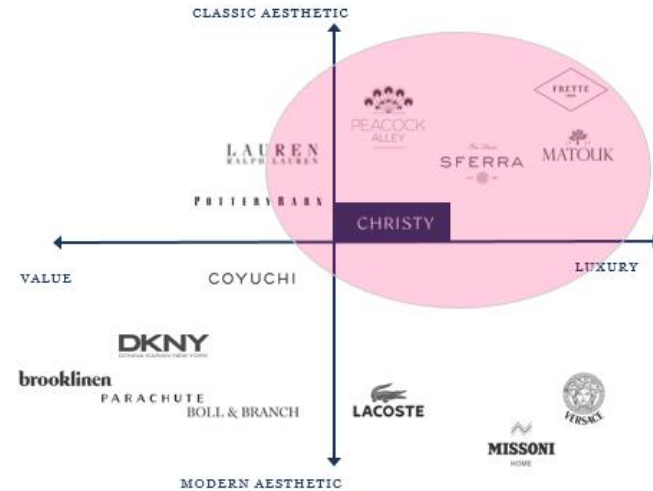 CLASSIC AESTHETIC
FRETTE
PEACOCK
ALLEY
LAUREN
RALPH LAUREN
SFERRA
MATOUK
POTTERY BARN
CHRISTY
VALUE
COYUCHI
LUXURY
DKNY
DONNA KARAN NEW YORK
brooklinen
PARACHUTE
BOLL & BRANCH
LACOSTE
VERSACE
MISSONI
HOME
MODERN AESTHETIC